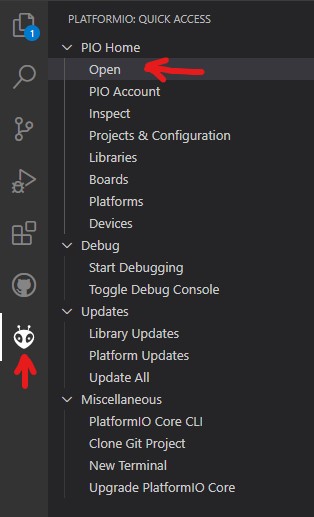 PLATFORMIO: QUICK ACCESS
PIO Home
Open
PIO Account
Inspect
Projects & Configuration
Libraries
Boards
Platforms
Devices
Debug
Start Debugging
Toggle Debug Console
Updates
Library Updates
Platform Updates
Update All
Miscellaneous
PlatformIO Core CLI
Clone Git Project
New Terminal
Upgrade PlatformIO Core
1